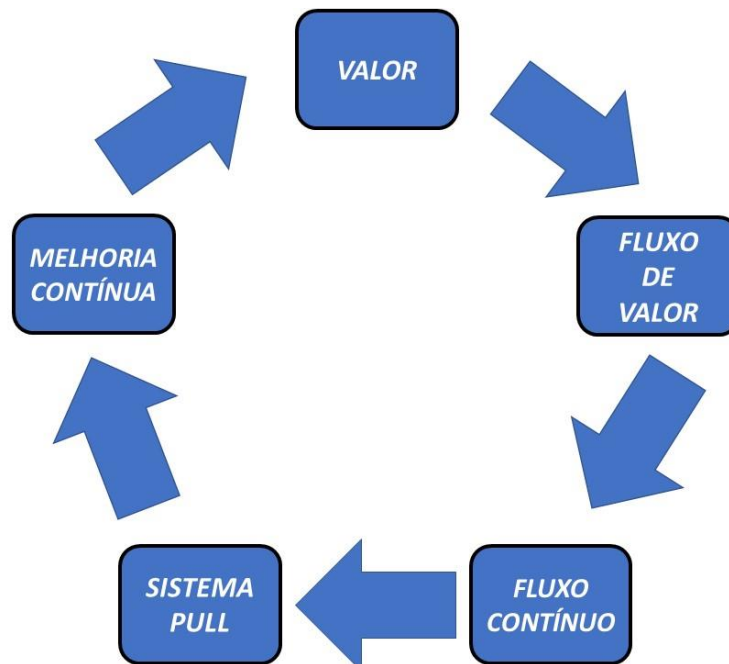 VALOR
FLUXO
DE
VALOR
FLUXO
CONTÍNUO
SISTEMA
PULL
MELHORIA
CONTÍNUA